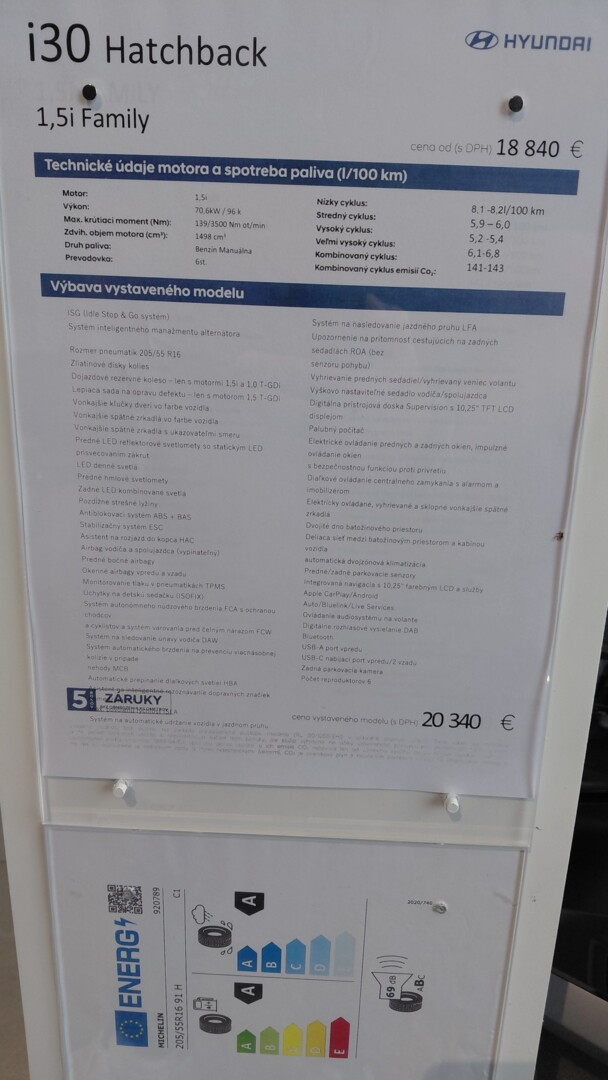 i30 Hatchback
HYUNDAI
1,5i Family
cena od (s DPH) 18 840 €
Technické údaje motora a spotreba paliva (l/100 km)
Motor: 1,5i
Výkon: 70,6kW / 96 k
Max. krútiaci moment (Nm): 139/3500 Nm ot/min
Zdvih. objem motora (cm³): 1498 cm³
Druh paliva: Benzín Manuálna
Prevodovka: 6st.
Nízky cyklus: 8,1 -8,2l/100 km
Stredný cyklus: 5,9 – 6,0
Vysoký cyklus: 5,2 -5,4
Veľmi vysoký cyklus: 6,1-6,8
Kombinovaný cyklus: 141-143
Kombinovaný cyklus emisií Co₂:
Výbava vystaveného modelu
ISG (Idle Stop & Go systém)
Systém inteligentného manažmentu alternátora
Rozmer pneumatík 205/55 R16
Zliatinové disky kolies
Dojazdové rezervné koleso – len s motormi 1,5i a 1,0 T-GDi
Lepiaca sada na opravu defektu – len s motorom 1,5 T-GDi
Vonkajšie kľučky dverí vo farbe vozidla
Vonkajšie spätné zrkadlá vo farbe vozidla
Vonkajšie spätné zrkadlá s ukazovateľmi smeru
Predné LED reflektorové svetlomety so statickým LED
prisvecovaním zákrut
LED denné svetlá
Predné hmlové svetlomety
Zadné LED kombinované svetlá
Pozdĺžne strešné lyžiny
Antiblokovací systém ABS + BAS
Stabilizačný systém ESC
Asistent na rozjazd do kopca HAC
Airbag vodiča a spolujazdca (vypínateľný)
Predné bočné airbagy
Okenné airbagy vpredu a vzadu
Monitorovanie tlaku v pneumatikách TPMS
Úchytky na detskú sedačku (ISOFIX)
Systém autonómneho núdzového brzdenia FCA s ochranou
chodcov
a cyklistov a systém varovania pred čelným nárazom FCW
Systém na sledovanie únavy vodiča DAW
Systém automatického brzdenia na prevenciu viacnásobnej
kolízie v prípade
nehody MCB
Automatické prepínanie diaľkových svetiel HBA
rozoznávanie dopravných značiek
Systém na automatické udržanie vozidla v jazdnom pruhu
Systém na nasledovanie jazdného pruhu LFA
Upozornenie na prítomnosť cestujúcich na zadných
sedadlách ROA (bez
senzoru pohybu)
Vyhrievanie predných sedadiel/vyhrievaný veniec volantu
Výškovo nastaviteľné sedadlo vodiča/spolujazdca
Digitálna prístrojová doska Supervision s 10,25" TFT LCD
displejom
Palubný počítač
Elektrické ovládanie predných a zadných okien, impulzné
ovládanie okien
s bezpečnostnou funkciou proti privretiu
Diaľkové ovládanie centrálneho zamykania s alarmom a
imobilizérom
Elektricky ovládané, vyhrievané a sklopné vonkajšie spätné
zrkadlá
Dvojité dno batožinového priestoru
Deliaca sieť medzi batožinovým priestorom a kabínou
vozidla
automatická dvojzónová klimatizácia
Predné/zadné parkovacie senzory
Integrovaná navigácia s 10,25" farebným LCD a služby
Apple CarPlay/Android
Auto/Bluelink/Live Services
Ovládanie audiosystému na volante
Digitálne rozhlasové vysielanie DAB
Bluetooth
USB-A port vpredu
USB-C nabíjací port vpredu/2 vzadu
Zadná parkovacia kamera
Počet reproduktorov 6
5 ZÁRUKY
cena vystaveného modelu (s DPH) 20 340 €
ENERG
MICHELIN
920789
205/55R16 91 H
C1
A
A
B
C
D
A
A
B
D
E
69 dB
ABC
2020/740